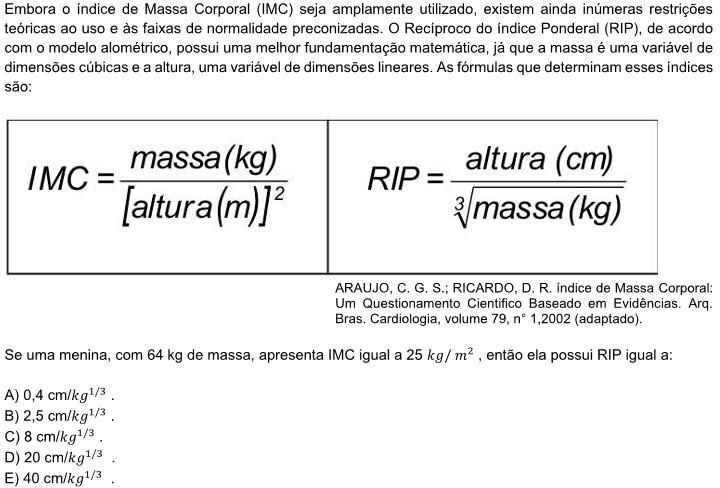 Embora o índice de Massa Corporal (IMC) seja amplamente utilizado, existem ainda inúmeras restrições
teóricas ao uso e às faixas de normalidade preconizadas. O Recíproco do índice Ponderal (RIP), de acordo
com o modelo alométrico, possui uma melhor fundamentação matemática, já que a massa é uma variável de
dimensões cúbicas e a altura, uma variável de dimensões lineares. As fórmulas que determinam esses índices
são:
IMC = massa (kg) / [altura (m)]²
RIP = altura (cm) / ∛massa (kg)
ARAUJO, C. G. S.; RICARDO, D. R. índice de Massa Corporal:
Um Questionamento Cientifico Baseado em Evidências. Arq.
Bras. Cardiologia, volume 79, n° 1,2002 (adaptado).
Se uma menina, com 64 kg de massa, apresenta IMC igual a 25 kg/ m² , então ela possui RIP igual a:
A) 0,4 cm/kg^1/3 .
B) 2,5 cm/kg^1/3 .
C) 8 cm/kg^1/3 .
D) 20 cm/kg^1/3 .
E) 40 cm/kg^1/3 .